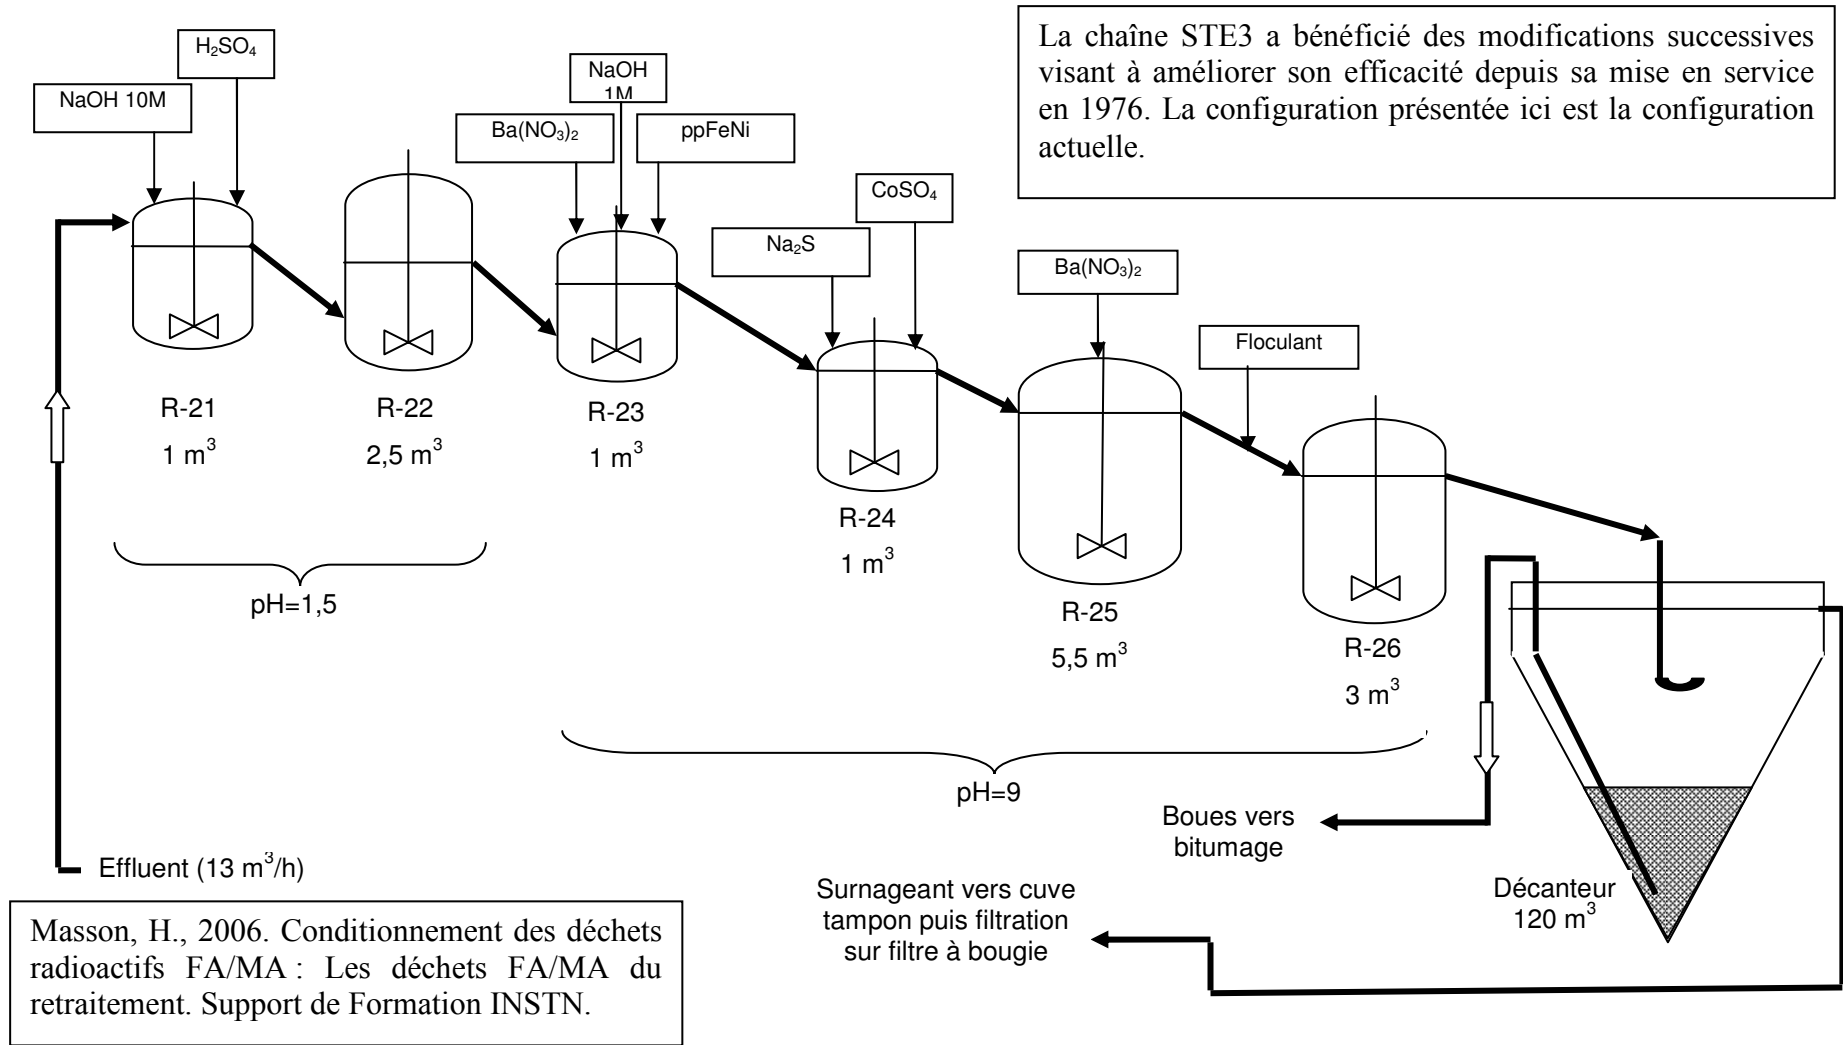 La chaîne STE3 a bénéficié des modifications successives
visant à améliorer son efficacité depuis sa mise en service
en 1976. La configuration présentée ici est la configuration
actuelle.
H₂SO₄
NaOH 10M
NaOH
1M
Ba(NO₃)₂
ppFeNi
CoSO₄
Na₂S
Ba(NO₃)₂
Floculant
R-21
1 m³
R-22
2,5 m³
R-23
1 m³
R-24
1 m³
R-25
5,5 m³
R-26
3 m³
pH=1,5
pH=9
Boues vers
bitumage
Effluent (13 m³/h)
Surnageant vers cuve
tampon puis filtration
sur filtre à bougie
Décanteur
120 m³
Masson, H., 2006. Conditionnement des déchets
radioactifs FA/MA : Les déchets FA/MA du
retraitement. Support de Formation INSTN.